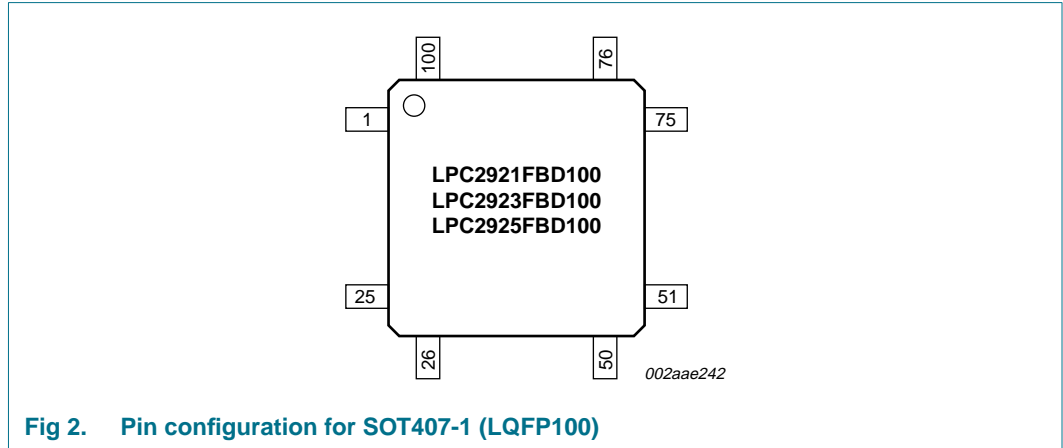 100
76
1
75
LPC2921FBD100
LPC2923FBD100
LPC2925FBD100
25
51
26
50
002aae242
Fig 2. Pin configuration for SOT407-1 (LQFP100)